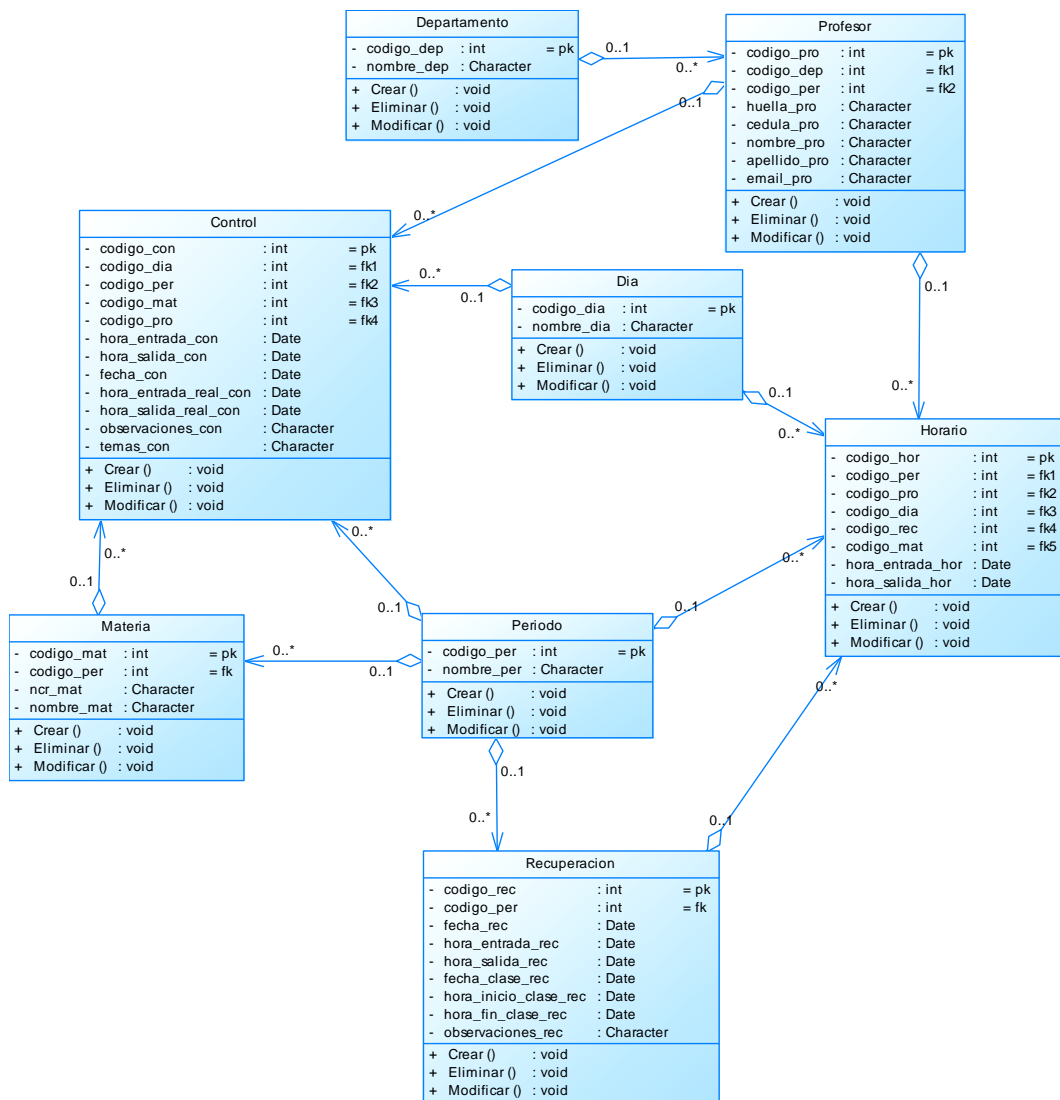 Departamento
- codigo_dep : int = pk
- nombre_dep : Character
+ Crear () : void
+ Eliminar () : void
+ Modificar () : void
0..1
0..*
Profesor
- codigo_pro : int = pk
- codigo_dep : int = fk1
- codigo_per : int = fk2
- huella_pro : Character
- cedula_pro : Character
- nombre_pro : Character
- apellido_pro : Character
- email_pro : Character
+ Crear () : void
+ Eliminar () : void
+ Modificar () : void
0..1
0..*
0..1
0..*
Control
- codigo_con : int = pk
- codigo_dia : int = fk1
- codigo_per : int = fk2
- codigo_mat : int = fk3
- codigo_pro : int = fk4
- hora_entrada_con : Date
- hora_salida_con : Date
- fecha_con : Date
- hora_entrada_real_con : Date
- hora_salida_real_con : Date
- observaciones_con : Character
- temas_con : Character
+ Crear () : void
+ Eliminar () : void
+ Modificar () : void
0..*
0..1
Dia
- codigo_dia : int = pk
- nombre_dia : Character
+ Crear () : void
+ Eliminar () : void
+ Modificar () : void
0..1
0..*
Horario
- codigo_hor : int = pk
- codigo_per : int = fk1
- codigo_pro : int = fk2
- codigo_dia : int = fk3
- codigo_rec : int = fk4
- codigo_mat : int = fk5
- hora_entrada_hor : Date
- hora_salida_hor : Date
+ Crear () : void
+ Eliminar () : void
+ Modificar () : void
0..*
0..1
0..*
0..1
0..*
0..1
Materia
- codigo_mat : int = pk
- codigo_per : int = fk
- ncr_mat : Character
- nombre_mat : Character
+ Crear () : void
+ Eliminar () : void
+ Modificar () : void
0..*
0..1
Periodo
- codigo_per : int = pk
- nombre_per : Character
+ Crear () : void
+ Eliminar () : void
+ Modificar () : void
0..1
0..*
0..*
0..1
Recuperacion
- codigo_rec : int = pk
- codigo_per : int = fk
- fecha_rec : Date
- hora_entrada_rec : Date
- hora_salida_rec : Date
- fecha_clase_rec : Date
- hora_inicio_clase_rec : Date
- hora_fin_clase_rec : Date
- observaciones_rec : Character
+ Crear () : void
+ Eliminar () : void
+ Modificar () : void